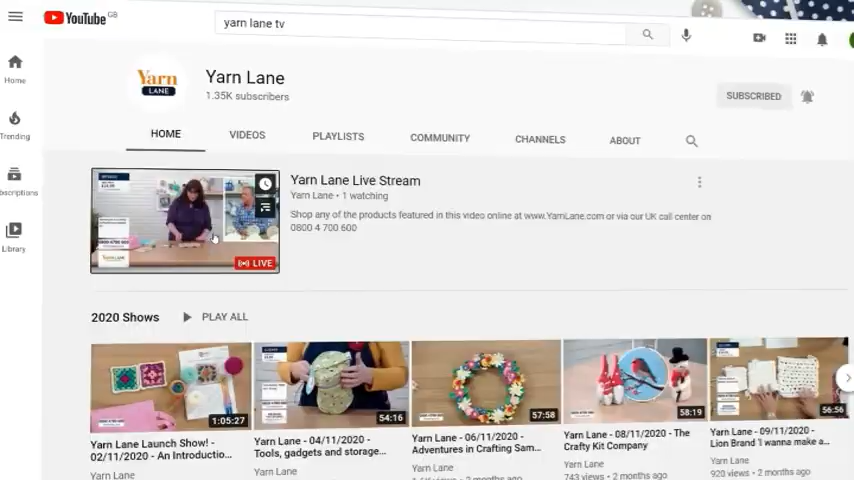 YouTube GB
yarn lane tv
Home
Trending
Library
Yarn
LANE
Yarn Lane
1.35K subscribers
SUBSCRIBED
HOME
VIDEOS
PLAYLISTS
COMMUNITY
CHANNELS
ABOUT
LIVE
Yarn Lane Live Stream
Yarn Lane • 1 watching
Shop any of the products featured in this video online at www.YarnLane.com or via our UK call center on
0800 4 700 600
2020 Shows
PLAY ALL
1:05:27
54:16
57:58
58:19
56:56
Yarn Lane Launch Show! -
02/11/2020 - An Introductio...
Yarn Lane
Yarn Lane - 04/11/2020 -
Tools, gadgets and storage...
Yarn Lane
Yarn Lane - 06/11/2020 -
Adventures in Crafting Sam...
Yarn Lane
Yarn Lane - 08/11/2020 - The
Crafty Kit Company
Yarn Lane
743 views • 2 months ago
Yarn Lane - 09/11/2020 -
Lion Brand 'I wanna make a...
Yarn Lane
920 views • 2 months ago